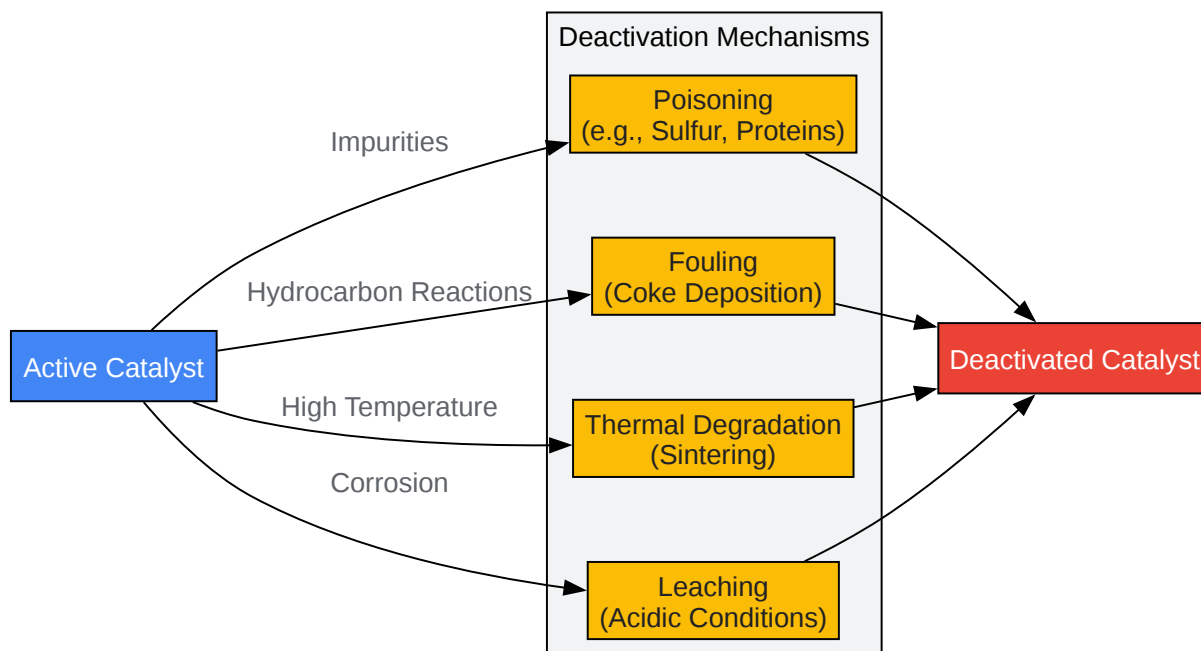 Deactivation Mechanisms
Poisoning
(e.g., Sulfur, Proteins)
Impurities
Fouling
(Coke Deposition)
Hydrocarbon Reactions
Active Catalyst
Deactivated Catalyst
High Temperature
Thermal Degradation
(Sintering)
Corrosion
Leaching
(Acidic Conditions)